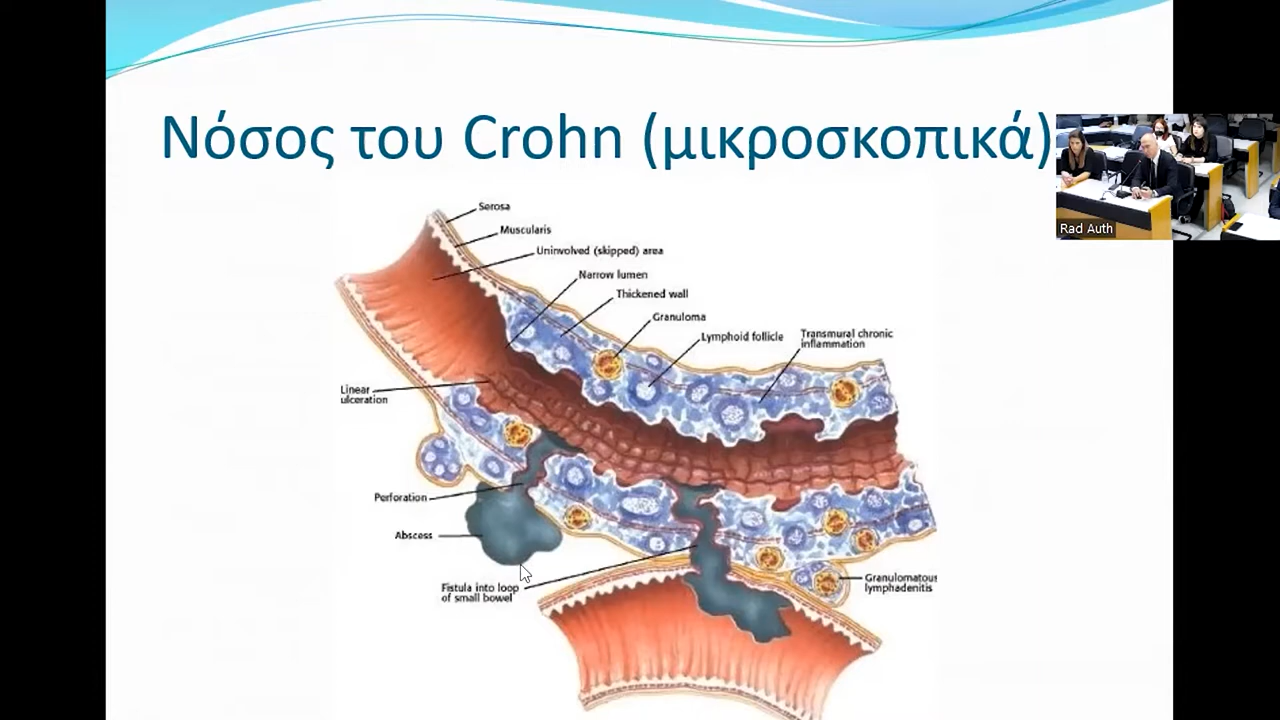 Νόσος του Crohn (μικροσκοπικά)
Rad Auth
Serosa
Muscularis
Uninvolved (skipped) area
Narrow lumen
Thickened wall
Granuloma
Lymphoid follicle
Transmural chronic
inflammation
Linear
ulceration
Perforation
Abscess
Fistula into loop
of small bowel
Granulomatous
lymphadenitis